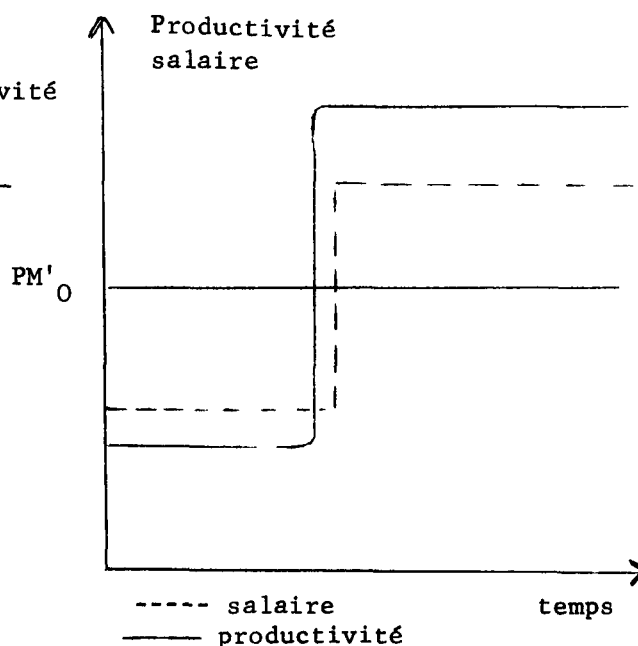 Productivité
salaire
vité
PM'0
----- salaire
temps
—— productivité